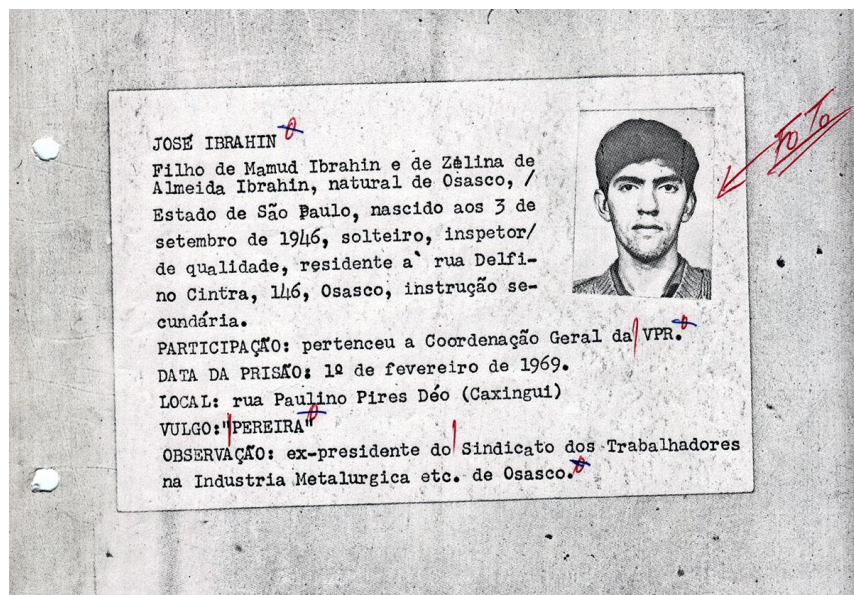 JOSÉ IBRAHIN
Filho de Mamud Ibrahin e de Zélina de
Almeida Ibrahin, natural de Osasco, /
Estado de São Paulo, nascido aos 3 de
setembro de 1946, solteiro, inspetor/
de qualidade, residente a` rua Delfi-
no Cintra, 146, Osasco, instrução se-
cundária.
PARTICIPAÇÃO: pertenceu a Coordenação Geral da VPR.
DATA DA PRISÃO: 1º de fevereiro de 1969.
LOCAL: rua Paulino Pires Déo (Caxingui)
VULGO:"PEREIRA"
OBSERVAÇÃO: ex-presidente do Sindicato dos Trabalhadores
na Industria Metalurgica etc. de Osasco.
FOTO